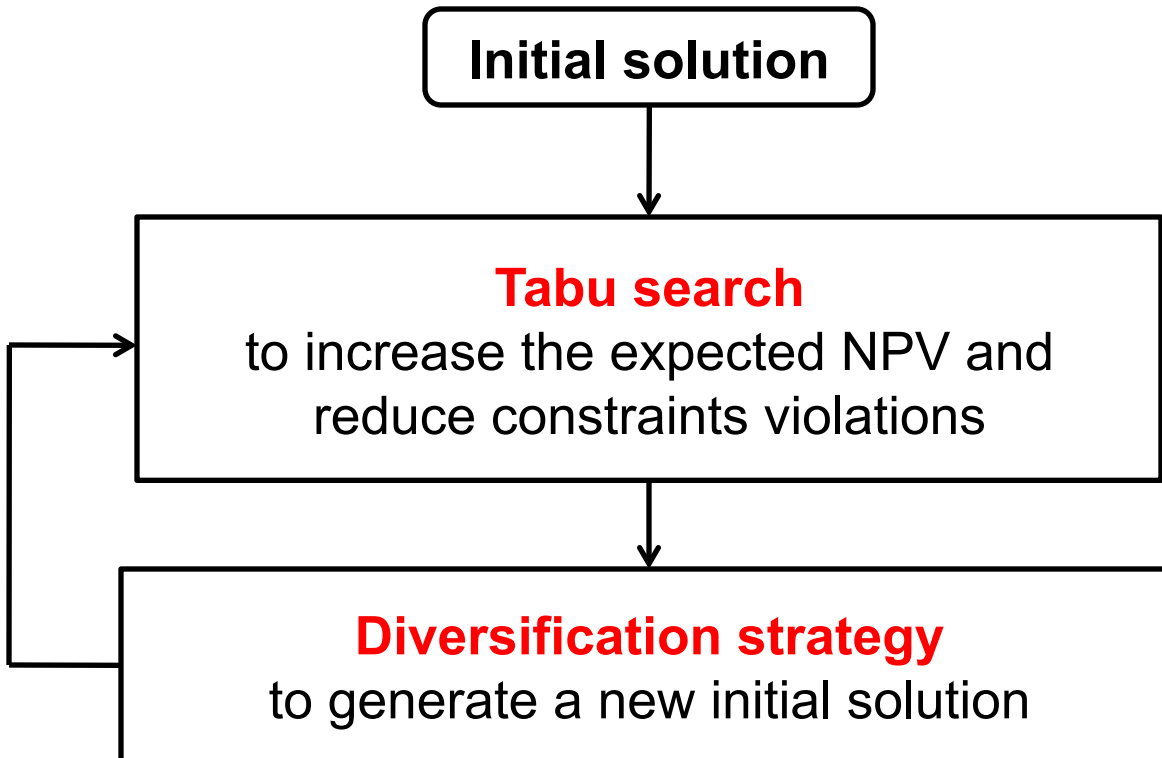 Initial solution
Tabu search
to increase the expected NPV and
reduce constraints violations
Diversification strategy
to generate a new initial solution